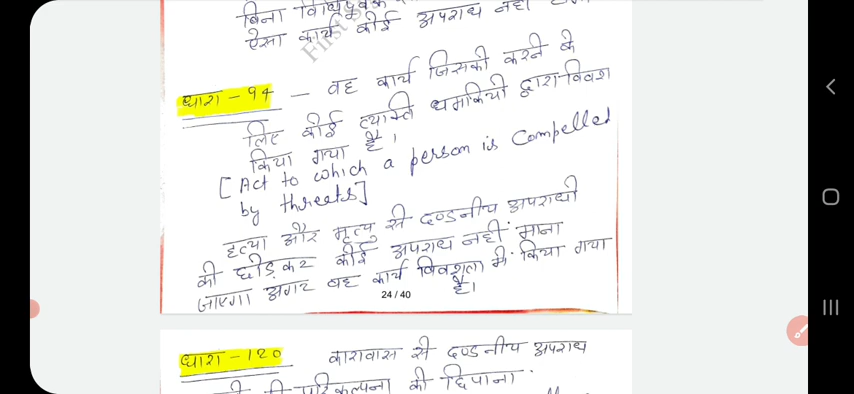 बिना विधिपूर्वक
ऐसा कार्य कोई अपराध नहीं
First
धारा - 94 - वह कार्य जिसको करने के
लिए कोई व्यक्ति धमकियो द्वारा विवश
किया गया है।
[Act to which a person is compelled
by threats]
हत्या और मृत्यु से दण्डनीय अपराधो
को छोड़कर कोई अपराध नहीं माना
जाएगा अगर वह कार्य विवशता में किया गया
है।
24 / 40
धारा - 120 कारावास से दण्डनीय अपराध
परिकल्पना को छिपाना